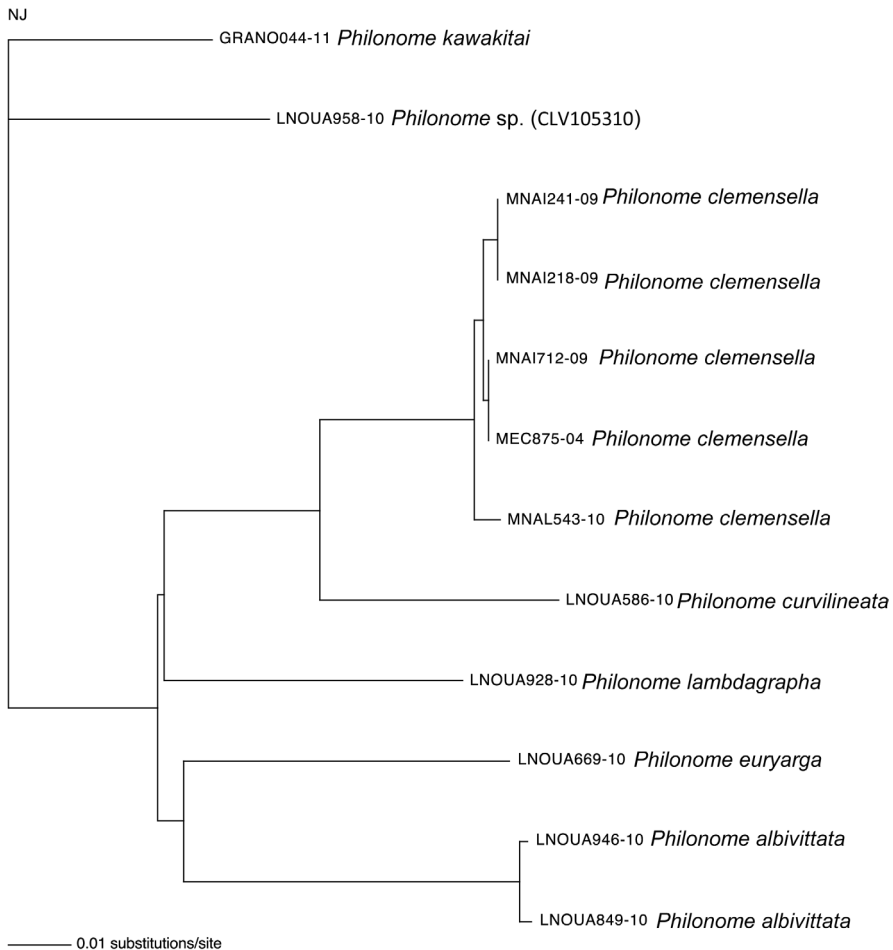 NJ
GRANO044-11 Philonome kawakitai
LNOUA958-10 Philonome sp. (CLV105310)
MNAI241-09 Philonome clemensella
MNAI218-09 Philonome clemensella
MNAI712-09 Philonome clemensella
MEC875-04 Philonome clemensella
MNAL543-10 Philonome clemensella
LNOUA586-10 Philonome curvilineata
LNOUA928-10 Philonome lambdagrapha
LNOUA669-10 Philonome euryarga
LNOUA946-10 Philonome albivittata
LNOUA849-10 Philonome albivittata
0.01 substitutions/site